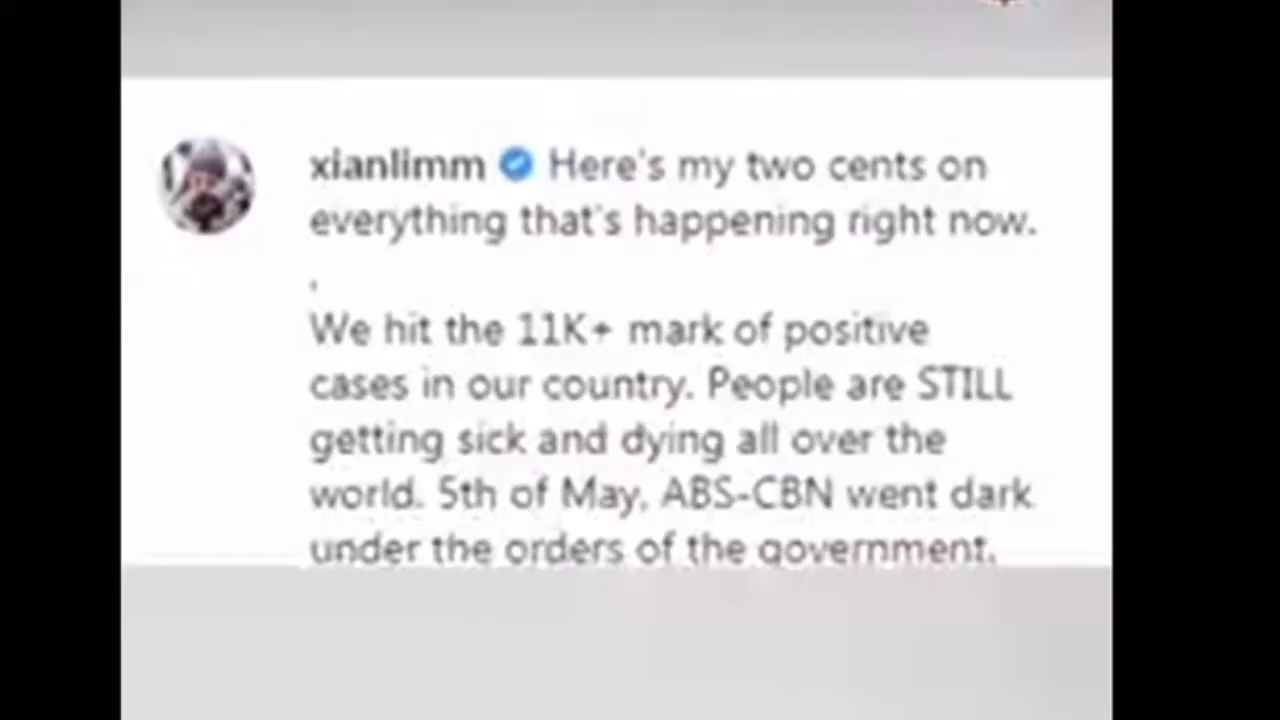 xianlimm Here's my two cents on
everything that's happening right now.
.
We hit the 11K+ mark of positive
cases in our country. People are STILL
getting sick and dying all over the
world. 5th of May, ABS-CBN went dark
under the orders of the government.